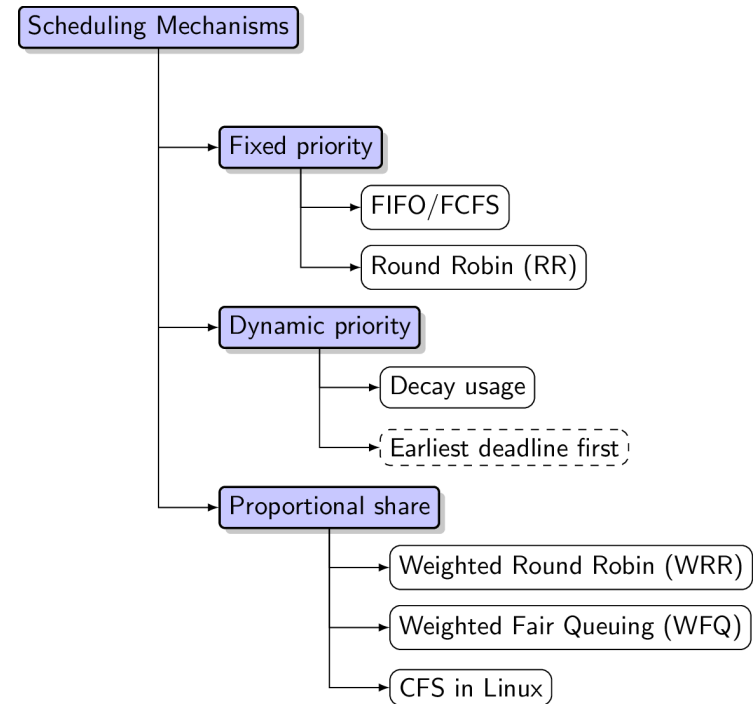 Scheduling Mechanisms
Fixed priority
FIFO/FCFS
Round Robin (RR)
Dynamic priority
Decay usage
Earliest deadline first
Proportional share
Weighted Round Robin (WRR)
Weighted Fair Queuing (WFQ)
CFS in Linux